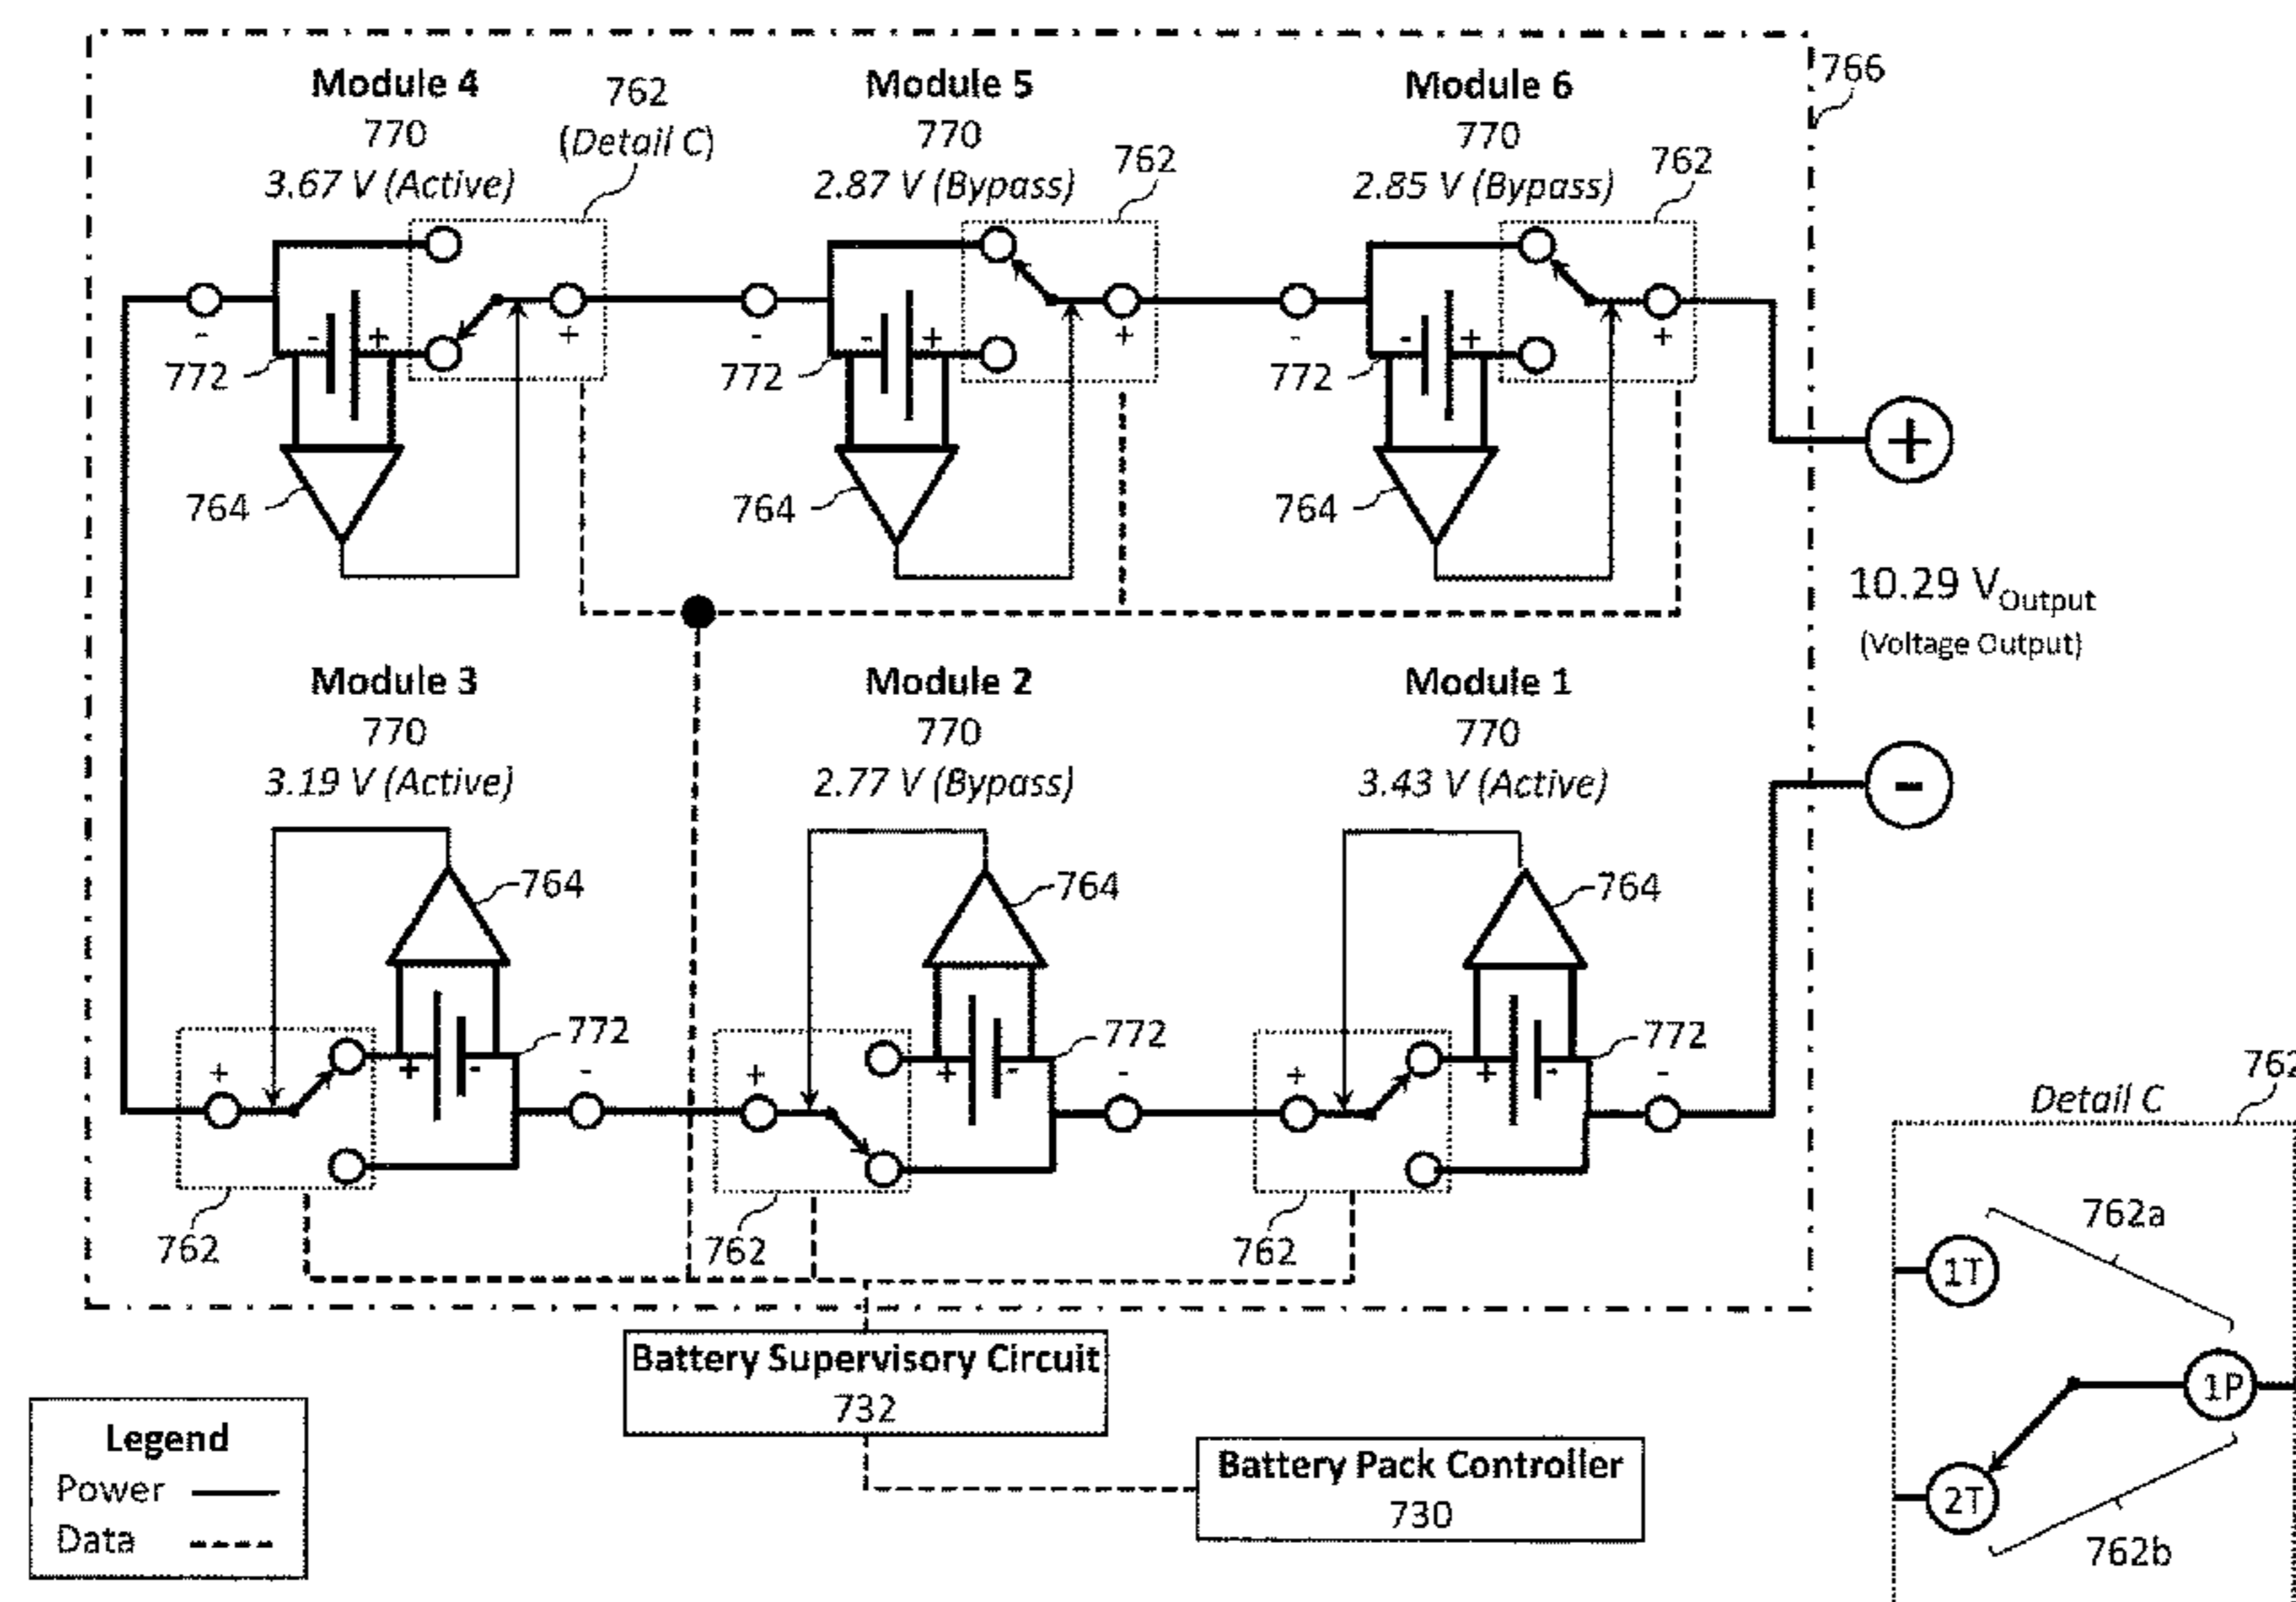 766
Module 4
770
3.67 V (Active)
762
(Detail C)
Module 5
770
2.87 V (Bypass)
762
Module 6
770
2.85 V (Bypass)
762
-
- +
+
772
764
-
- +
+
772
764
-
- +
+
772
764
+
10.29 VOutput
(Voltage Output)
-
Module 3
770
3.19 V (Active)
764
772
+
+ -
-
762
Module 2
770
2.77 V (Bypass)
764
772
+
+ -
-
762
Module 1
770
3.43 V (Active)
764
772
+
+ -
-
762
Battery Supervisory Circuit
732
Battery Pack Controller
730
Legend
Power
Data
Detail C
762
1T
762a
1P
2T
762b